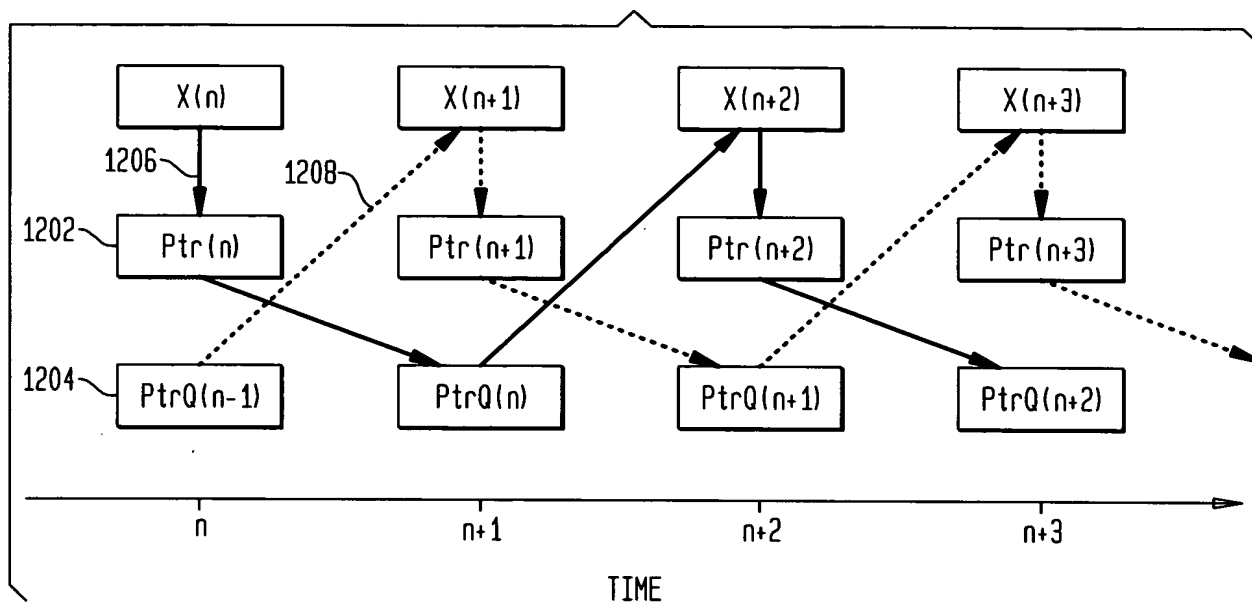 X(n)
X(n+1)
X(n+2)
X(n+3)
1206
1208
1202
Ptr(n)
Ptr(n+1)
Ptr(n+2)
Ptr(n+3)
1204
PtrQ(n-1)
PtrQ(n)
PtrQ(n+1)
PtrQ(n+2)
n
n+1
n+2
n+3
TIME